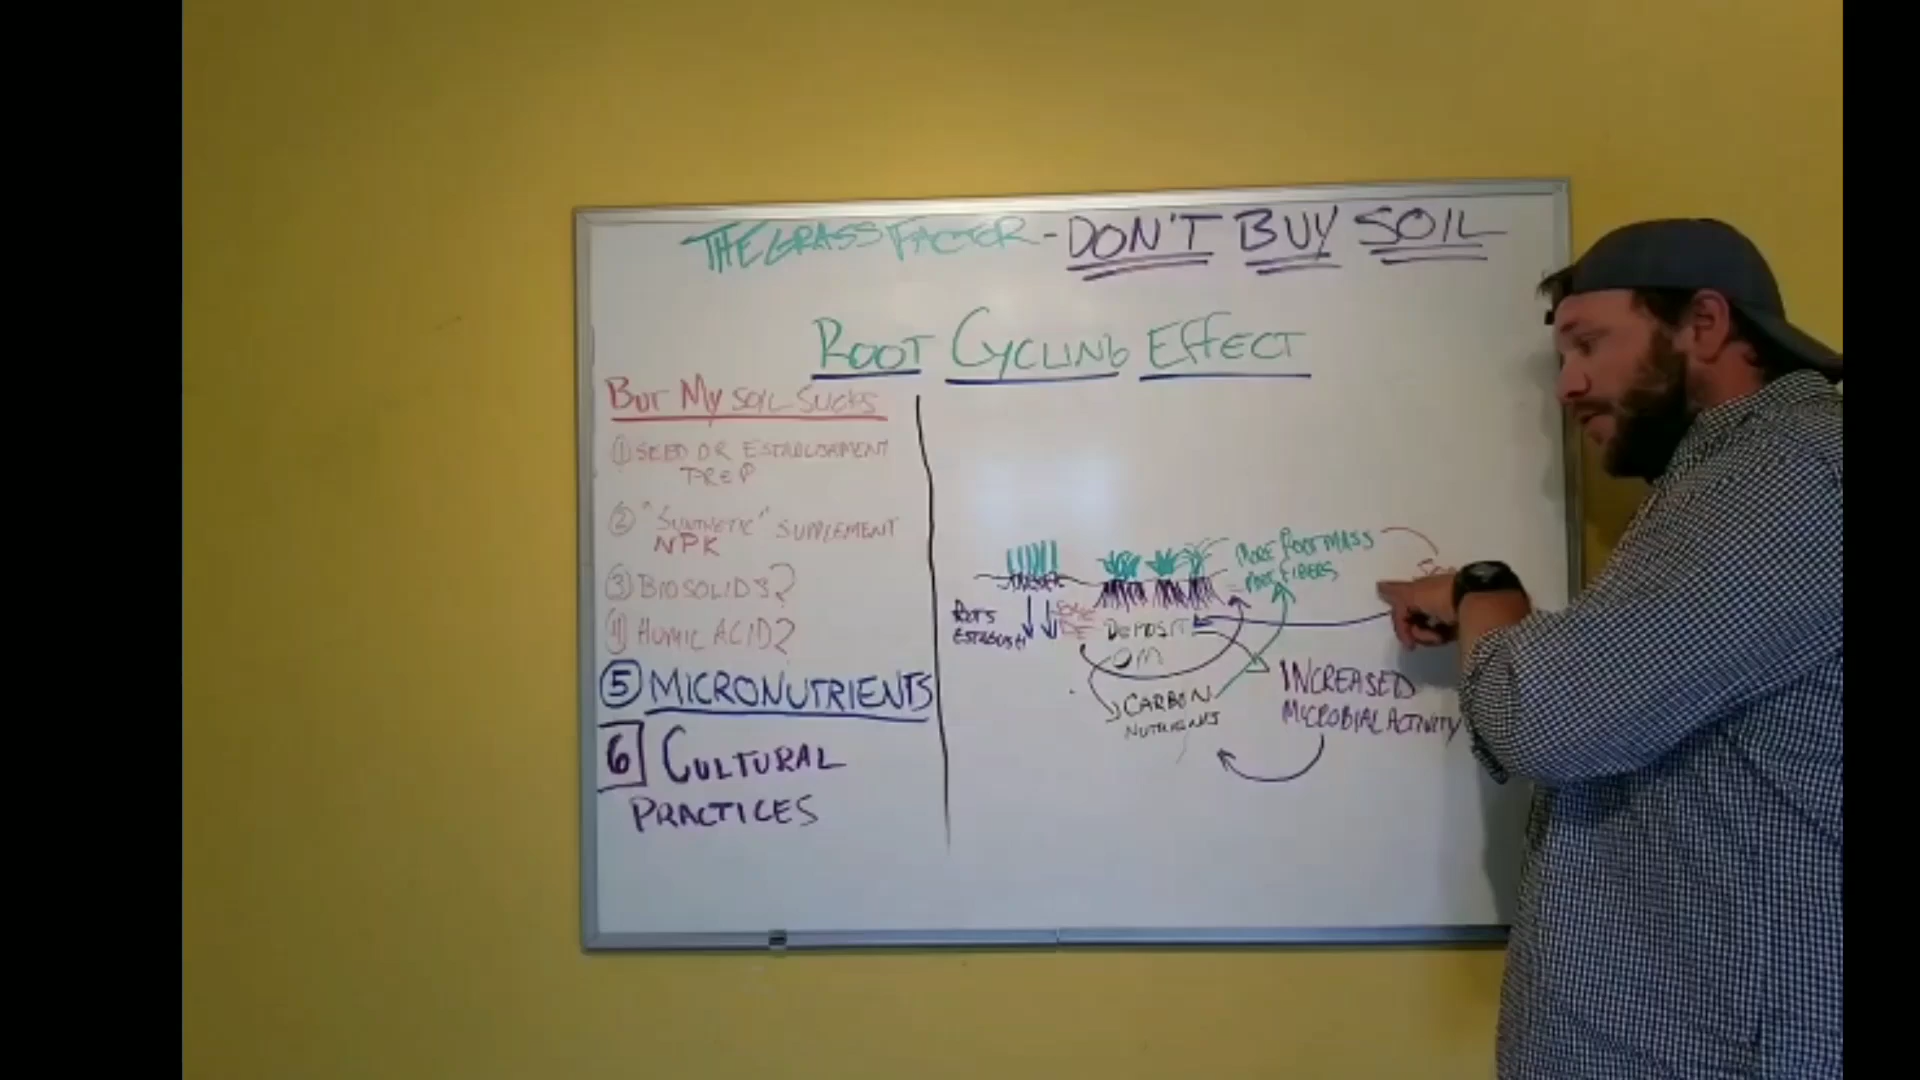 THE GRASS FACTOR - DON'T BUY SOIL
ROOT CYCLING EFFECT
BUT MY SOIL SUCKS
① SEED OR ESTABLISHMENT
PREP
② "SYNTHETIC" SUPPLEMENT
NPK
③ BIOSOLIDS?
④ HUMIC ACID?
⑤ MICRONUTRIENTS
6 CULTURAL
PRACTICES
ROOTS
ESTABLISH
SOME
DIE
DEPOSIT
OM
CARBON
NUTRIENTS
MORE ROOT MASS
ROOT FIBERS
INCREASED
MICROBIAL ACTIVITY